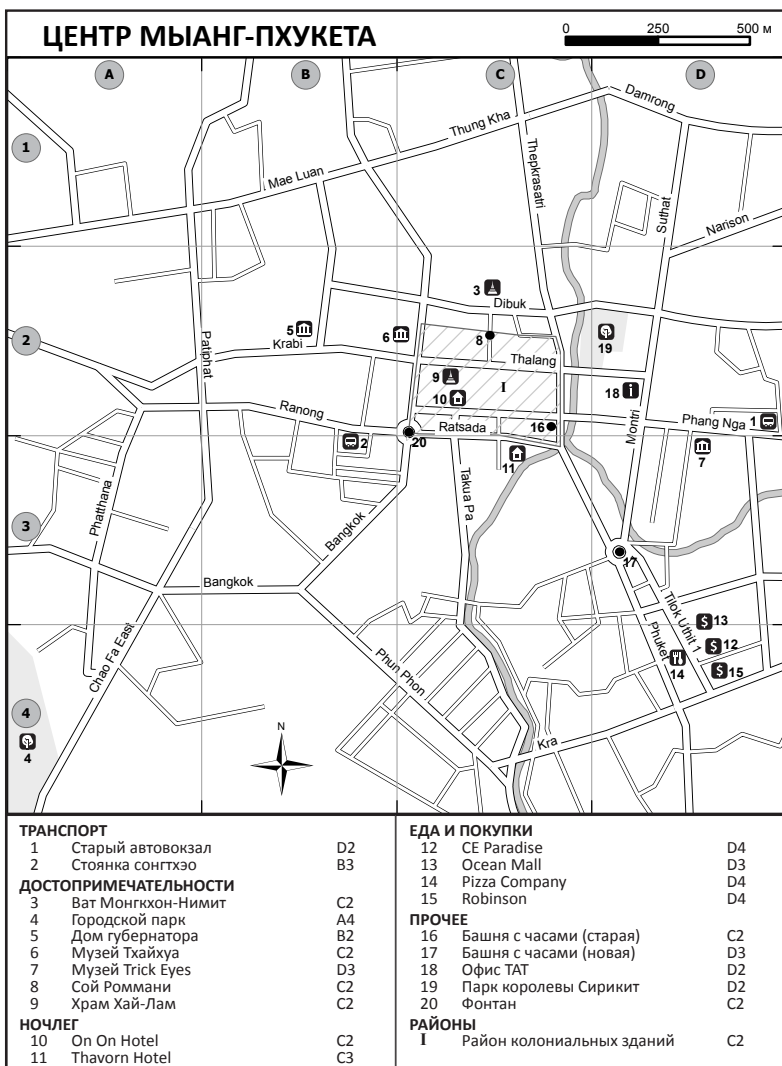 ЦЕНТР МЫАНГ-ПХУКЕТА
0 250 500 м
A B C D
1
Damrong
Thung Kha
Thepkrasatri
Mae Luan
Suthat
Narison
3
Dibuk
2
5
6
8
19
Krabi
Patiphat
Thalang
9
I
10
18
Ranong
Ratsada
16
Montri
Phang Nga
1
2
20
11
7
Takua Pa
Phatthana
3
Bangkok
17
Bangkok
Tilok Uthit 1
13
Phuket
12
Chao Fa East
Phun Phon
14
15
4
4
N
Kra
ТРАНСПОРТ
1 Старый автовокзал D2
2 Стоянка сонгтхэо B3
ДОСТОПРИМЕЧАТЕЛЬНОСТИ
3 Ват Монгкхон-Нимит C2
4 Городской парк A4
5 Дом губернатора B2
6 Музей Тхайхуа C2
7 Музей Trick Eyes D3
8 Сой Роммани C2
9 Храм Хай-Лам C2
НОЧЛЕГ
10 On On Hotel C2
11 Thavorn Hotel C3
ЕДА И ПОКУПКИ
12 CE Paradise D4
13 Ocean Mall D3
14 Pizza Company D4
15 Robinson D4
ПРОЧЕЕ
16 Башня с часами (старая) C2
17 Башня с часами (новая) D3
18 Офис ТАТ D2
19 Парк королевы Сирикит D2
20 Фонтан C2
РАЙОНЫ
I Район колониальных зданий C2